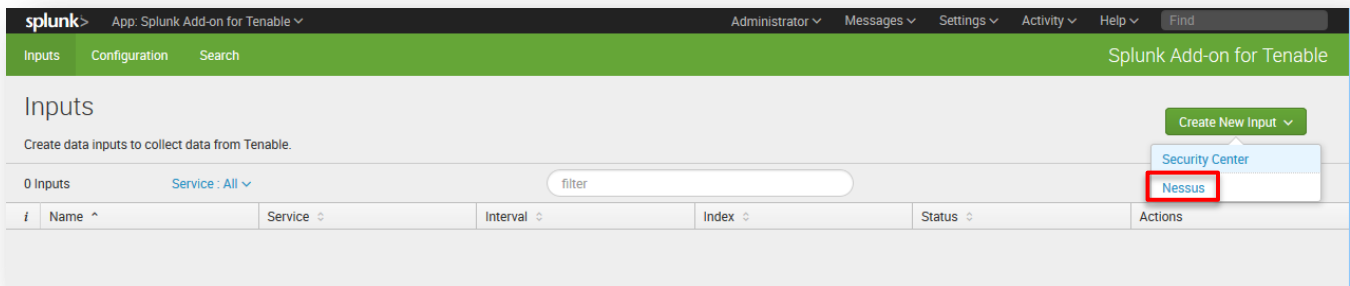 splunk> App: Splunk Add-on for Tenable Administrator Messages Settings Activity Help Find
Inputs Configuration Search Splunk Add-on for Tenable
Inputs
Create New Input
Create data inputs to collect data from Tenable.
Security Center
0 Inputs Service : All filter
Nessus
i Name Service Interval Index Status Actions